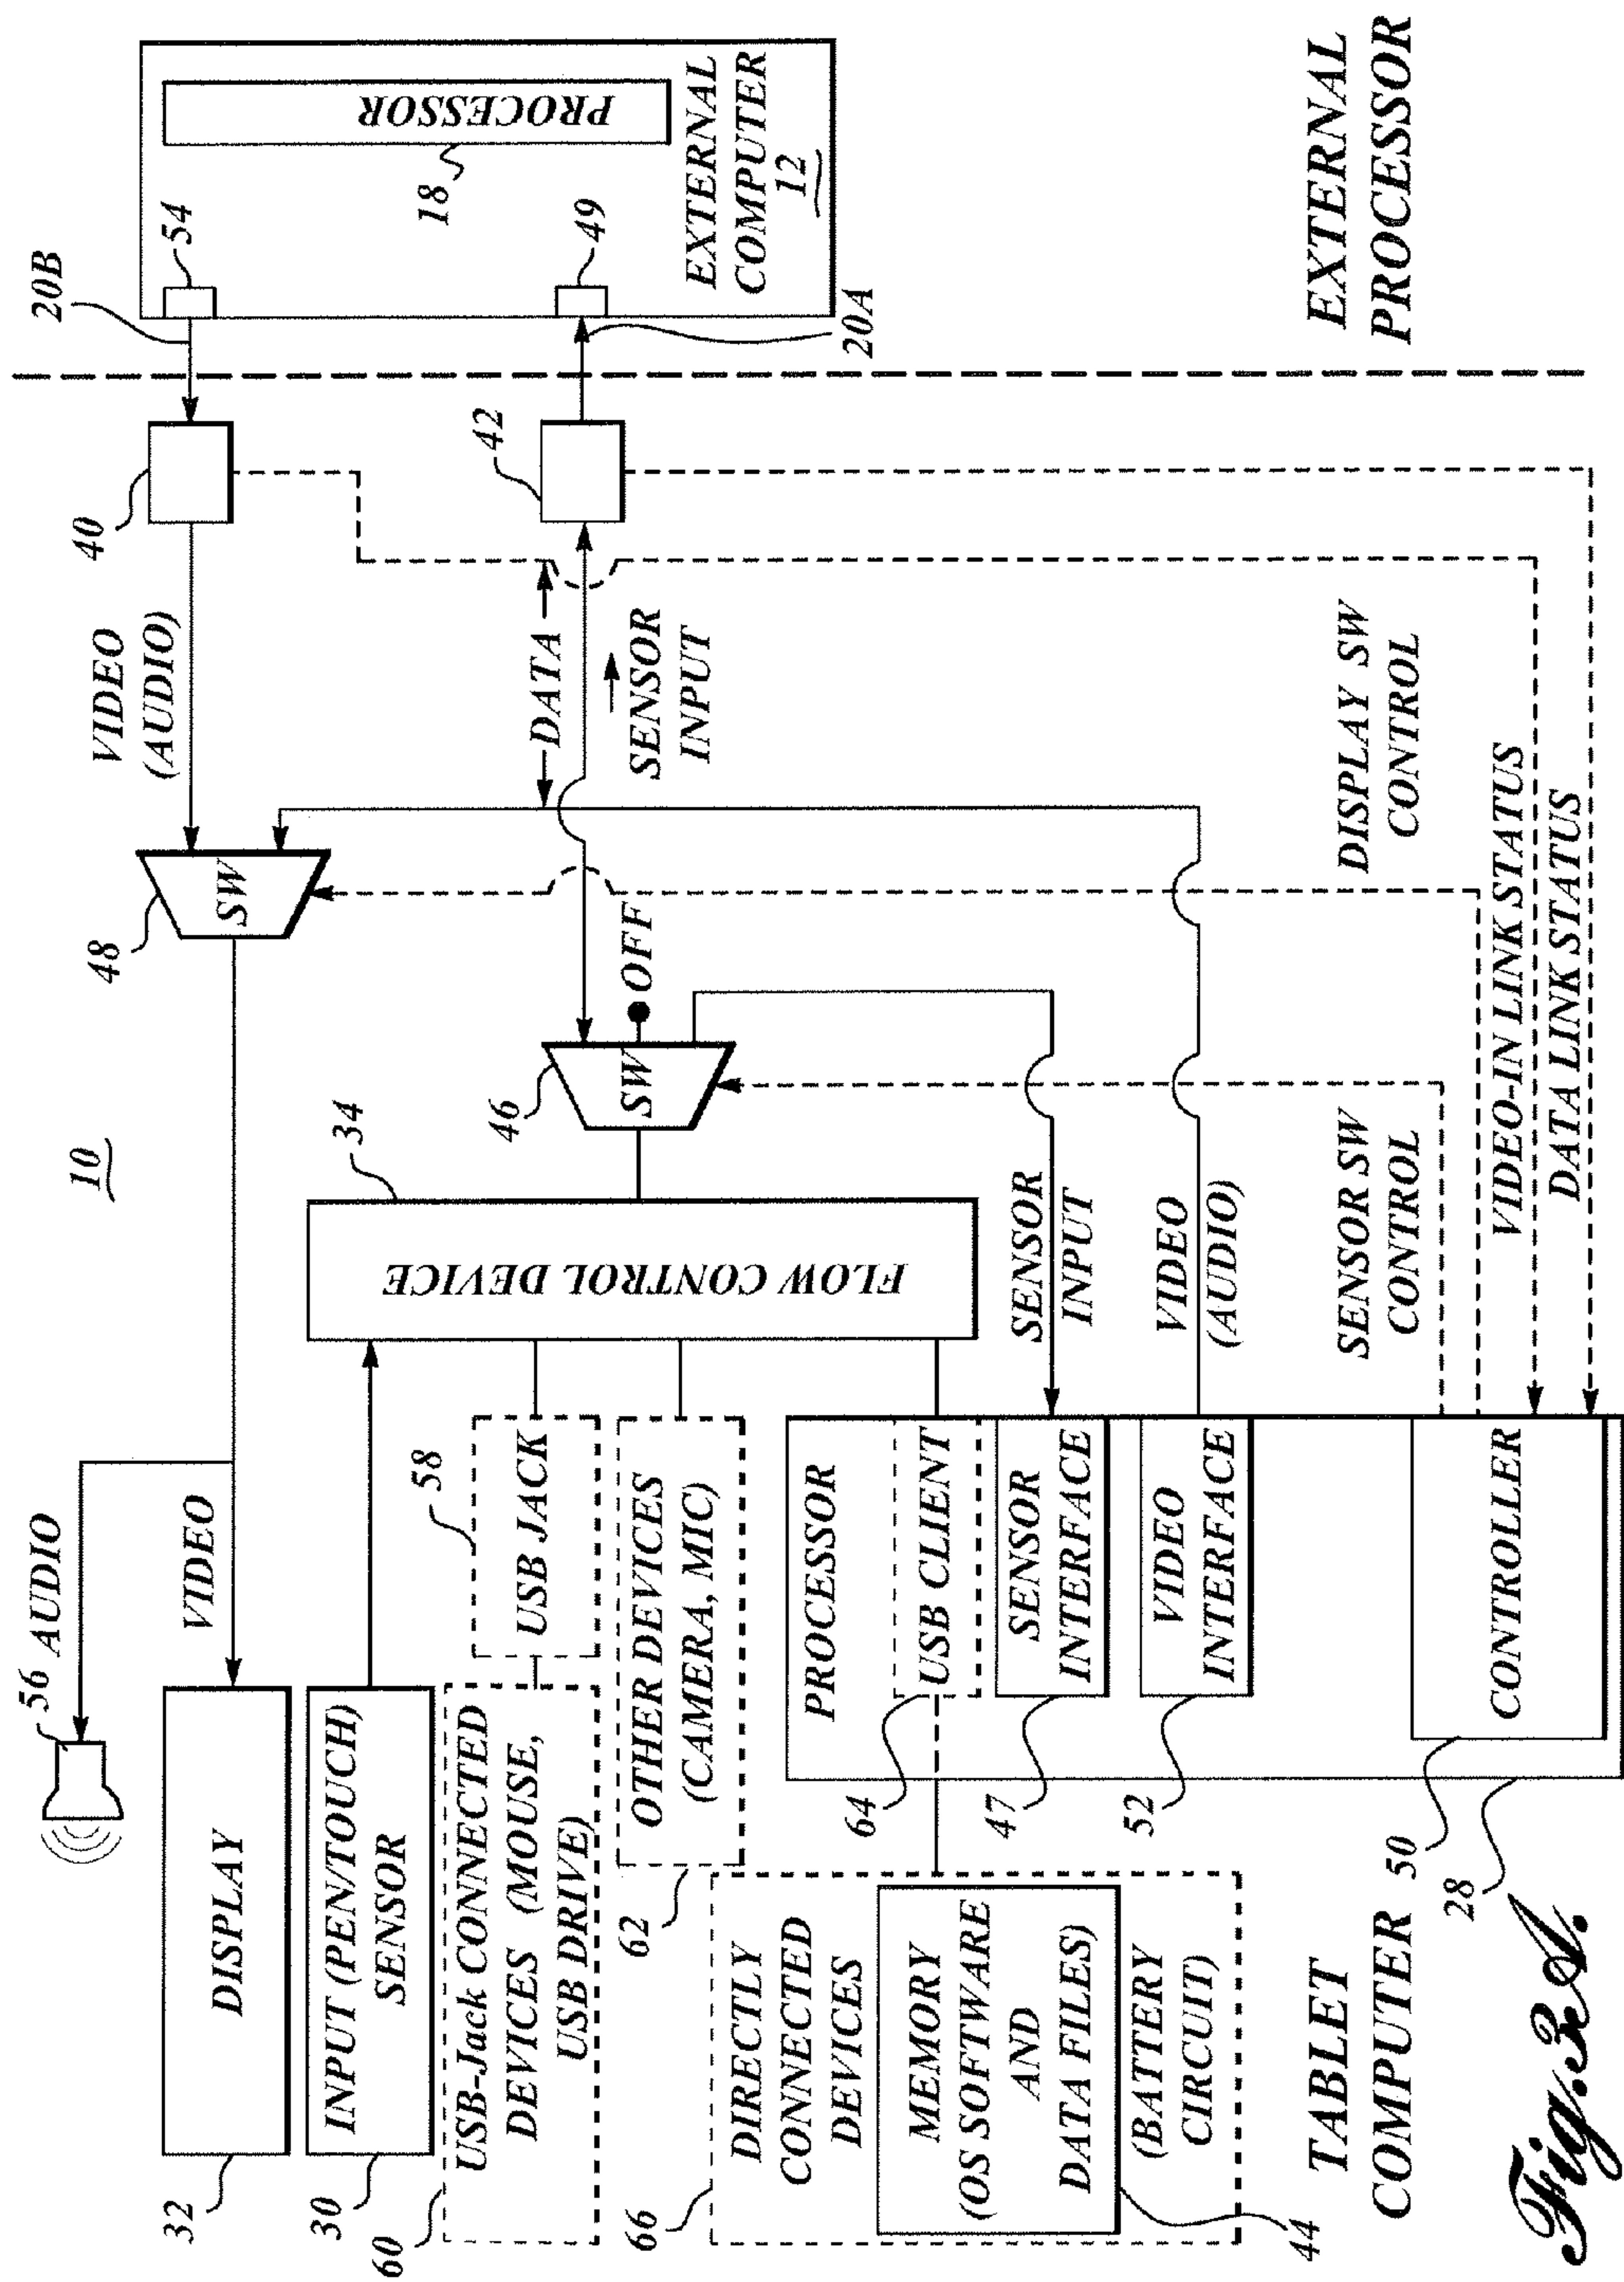 10
56 AUDIO
VIDEO
32
DISPLAY
30
INPUT (PEN/TOUCH)
SENSOR
60
USB-Jack CONNECTED
DEVICES (MOUSE,
USB DRIVE)
58
USB JACK
62
OTHER DEVICES
(CAMERA, MIC)
66
DIRECTLY
CONNECTED
DEVICES
MEMORY
(OS SOFTWARE
AND
DATA FILES)
(BATTERY
CIRCUIT)
44
PROCESSOR
64
USB CLIENT
47
SENSOR
INTERFACE
52
VIDEO
INTERFACE
50
CONTROLLER
28
34
FLOW CONTROL DEVICE
46
SW
OFF
48
SW
VIDEO
(AUDIO)
DATA
SENSOR
INPUT
SENSOR
INPUT
VIDEO
(AUDIO)
SENSOR SW
CONTROL
DISPLAY SW
CONTROL
VIDEO-IN LINK STATUS
DATA LINK STATUS
40
42
20B
20A
54
49
18
PROCESSOR
EXTERNAL
COMPUTER
12
TABLET
COMPUTER
EXTERNAL
PROCESSOR
Fig.3A.